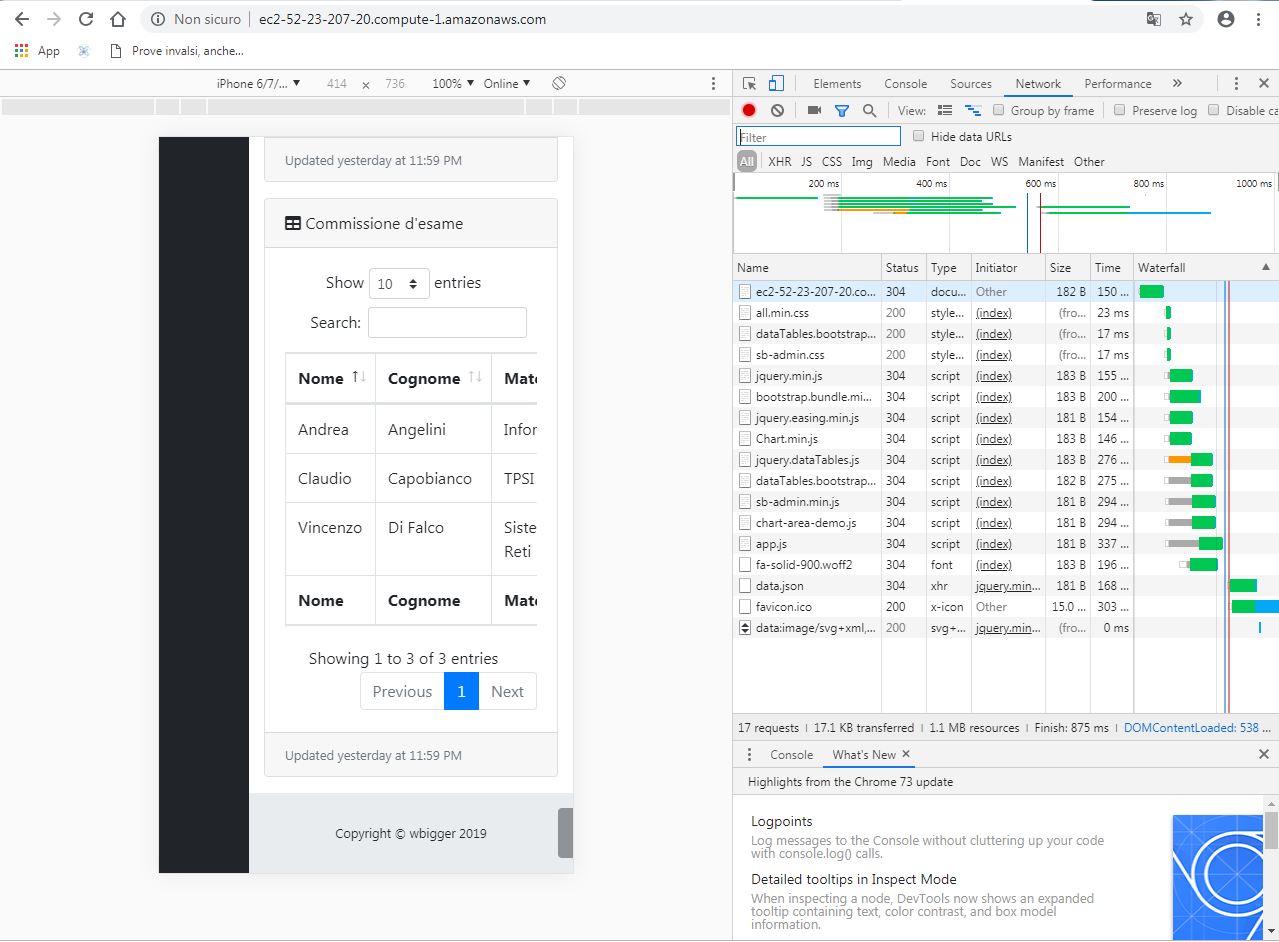 Non sicuro | ec2-52-23-207-20.compute-1.amazonaws.com
App Prove invalsi, anche...
iPhone 6/7/... ▼ 414 x 736 100% ▼ Online ▼
Updated yesterday at 11:59 PM
Commissione d'esame
Show 10 entries
Search:
Nome Cognome Mate
Andrea Angelini Infor
Claudio Capobianco TPSI
Vincenzo Di Falco Siste
Reti
Nome Cognome Mate
Showing 1 to 3 of 3 entries
Previous 1 Next
Updated yesterday at 11:59 PM
Copyright © wbigger 2019
Elements Console Sources Network Performance »
View: Group by frame Preserve log Disable ca
Filter Hide data URLs
All XHR JS CSS Img Media Font Doc WS Manifest Other
200 ms 400 ms 600 ms 800 ms 1000 ms
Name Status Type Initiator Size Time Waterfall
ec2-52-23-207-20.co... 304 docu... Other 182 B 150 ...
all.min.css 200 style... (index) (fro... 23 ms
dataTables.bootstrap... 200 style... (index) (fro... 17 ms
sb-admin.css 200 style... (index) (fro... 17 ms
jquery.min.js 304 script (index) 183 B 155 ...
bootstrap.bundle.mi... 304 script (index) 183 B 200 ...
jquery.easing.min.js 304 script (index) 181 B 154 ...
Chart.min.js 304 script (index) 183 B 146 ...
jquery.dataTables.js 304 script (index) 183 B 276 ...
dataTables.bootstrap... 304 script (index) 182 B 275 ...
sb-admin.min.js 304 script (index) 181 B 294 ...
chart-area-demo.js 304 script (index) 181 B 294 ...
app.js 304 script (index) 181 B 337 ...
fa-solid-900.woff2 304 font (index) 183 B 196 ...
data.json 304 xhr jquery.min... 181 B 168 ...
favicon.ico 200 x-icon Other 15.0 ... 303 ...
data:image/svg+xml,... 200 svg+... jquery.min... (fro... 0 ms
17 requests | 17.1 KB transferred | 1.1 MB resources | Finish: 875 ms | DOMContentLoaded: 538 ...
Console What's New ×
Highlights from the Chrome 73 update
Logpoints
Log messages to the Console without cluttering up your code
with console.log() calls.
Detailed tooltips in Inspect Mode
When inspecting a node, DevTools now shows an expanded
tooltip containing text, color contrast, and box model
information.